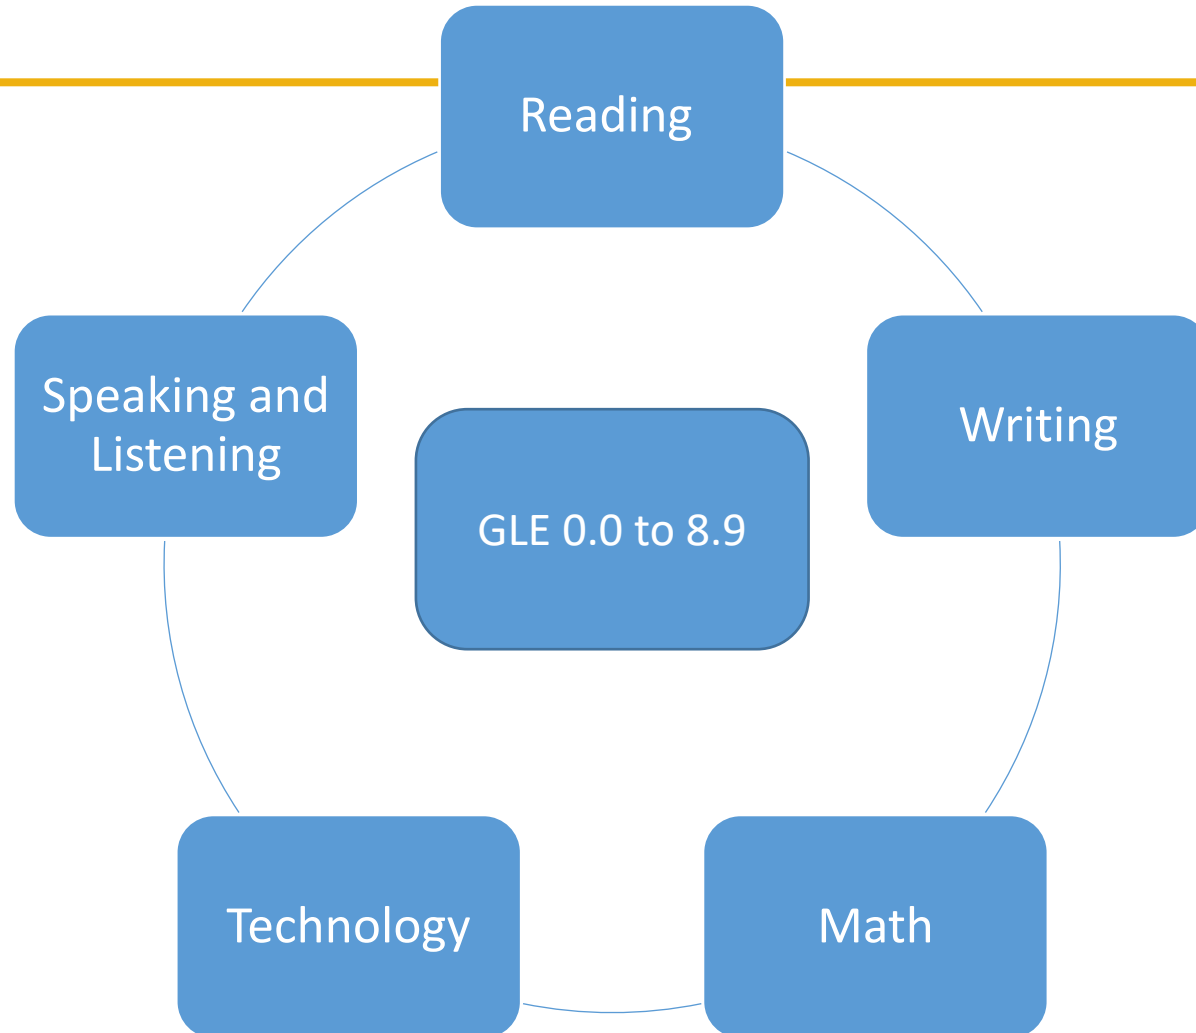 Reading
Speaking and
Listening
Writing
GLE 0.0 to 8.9
Technology
Math